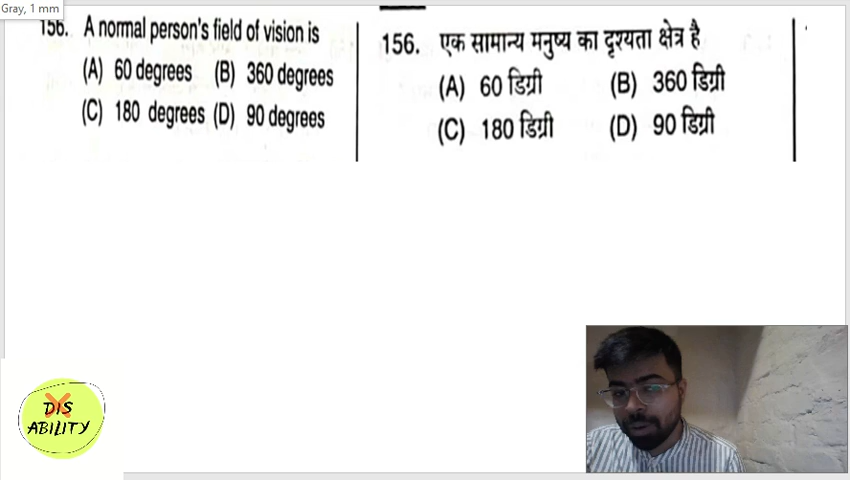 Gray, 1 mm
156. A normal person's field of vision is
(A) 60 degrees (B) 360 degrees
(C) 180 degrees (D) 90 degrees
156. एक सामान्य मनुष्य का दृश्यता क्षेत्र है
(A) 60 डिग्री (B) 360 डिग्री
(C) 180 डिग्री (D) 90 डिग्री
DIS
ABILITY